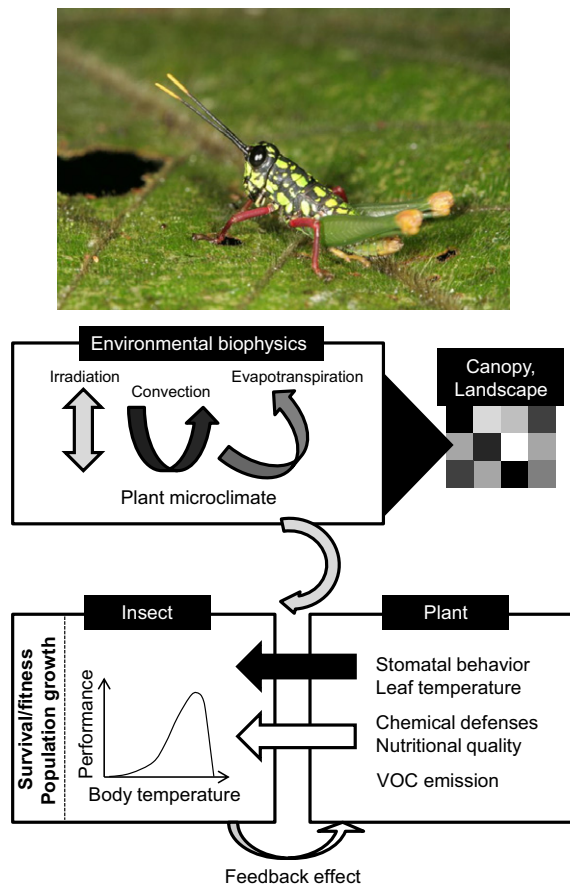 Environmental biophysics
Irradiation
Convection
Evapotranspiration
Plant microclimate
Canopy,
Landscape
Insect
Survival/fitness
Population growth
Performance
Body temperature
Plant
Stomatal behavior
Leaf temperature
Chemical defenses
Nutritional quality
VOC emission
Feedback effect